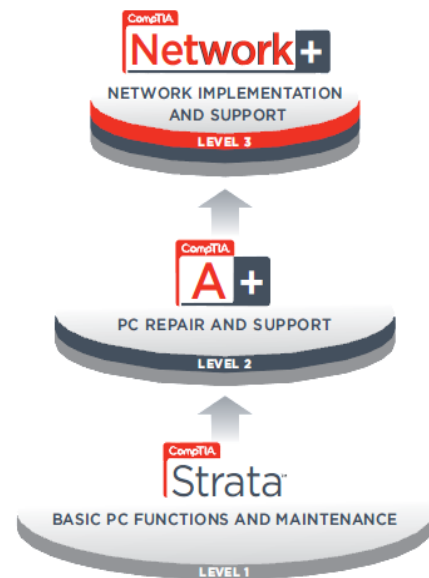 CompTIA
Network+
NETWORK IMPLEMENTATION
AND SUPPORT
LEVEL 3
CompTIA
A+
PC REPAIR AND SUPPORT
LEVEL 2
CompTIA
Strata™
BASIC PC FUNCTIONS AND MAINTENANCE
LEVEL 1